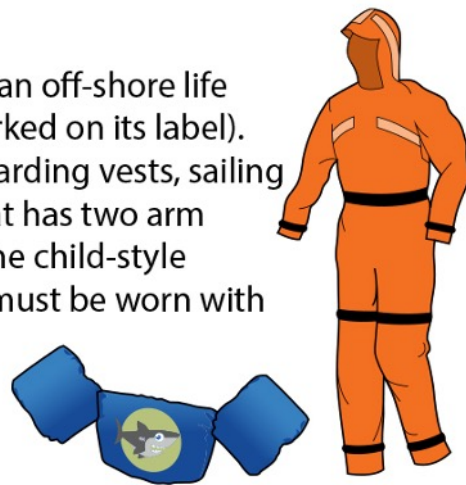 an off-shore life
rked on its label).
arding vests, sailing
t has two arm
ne child-style
must be worn with